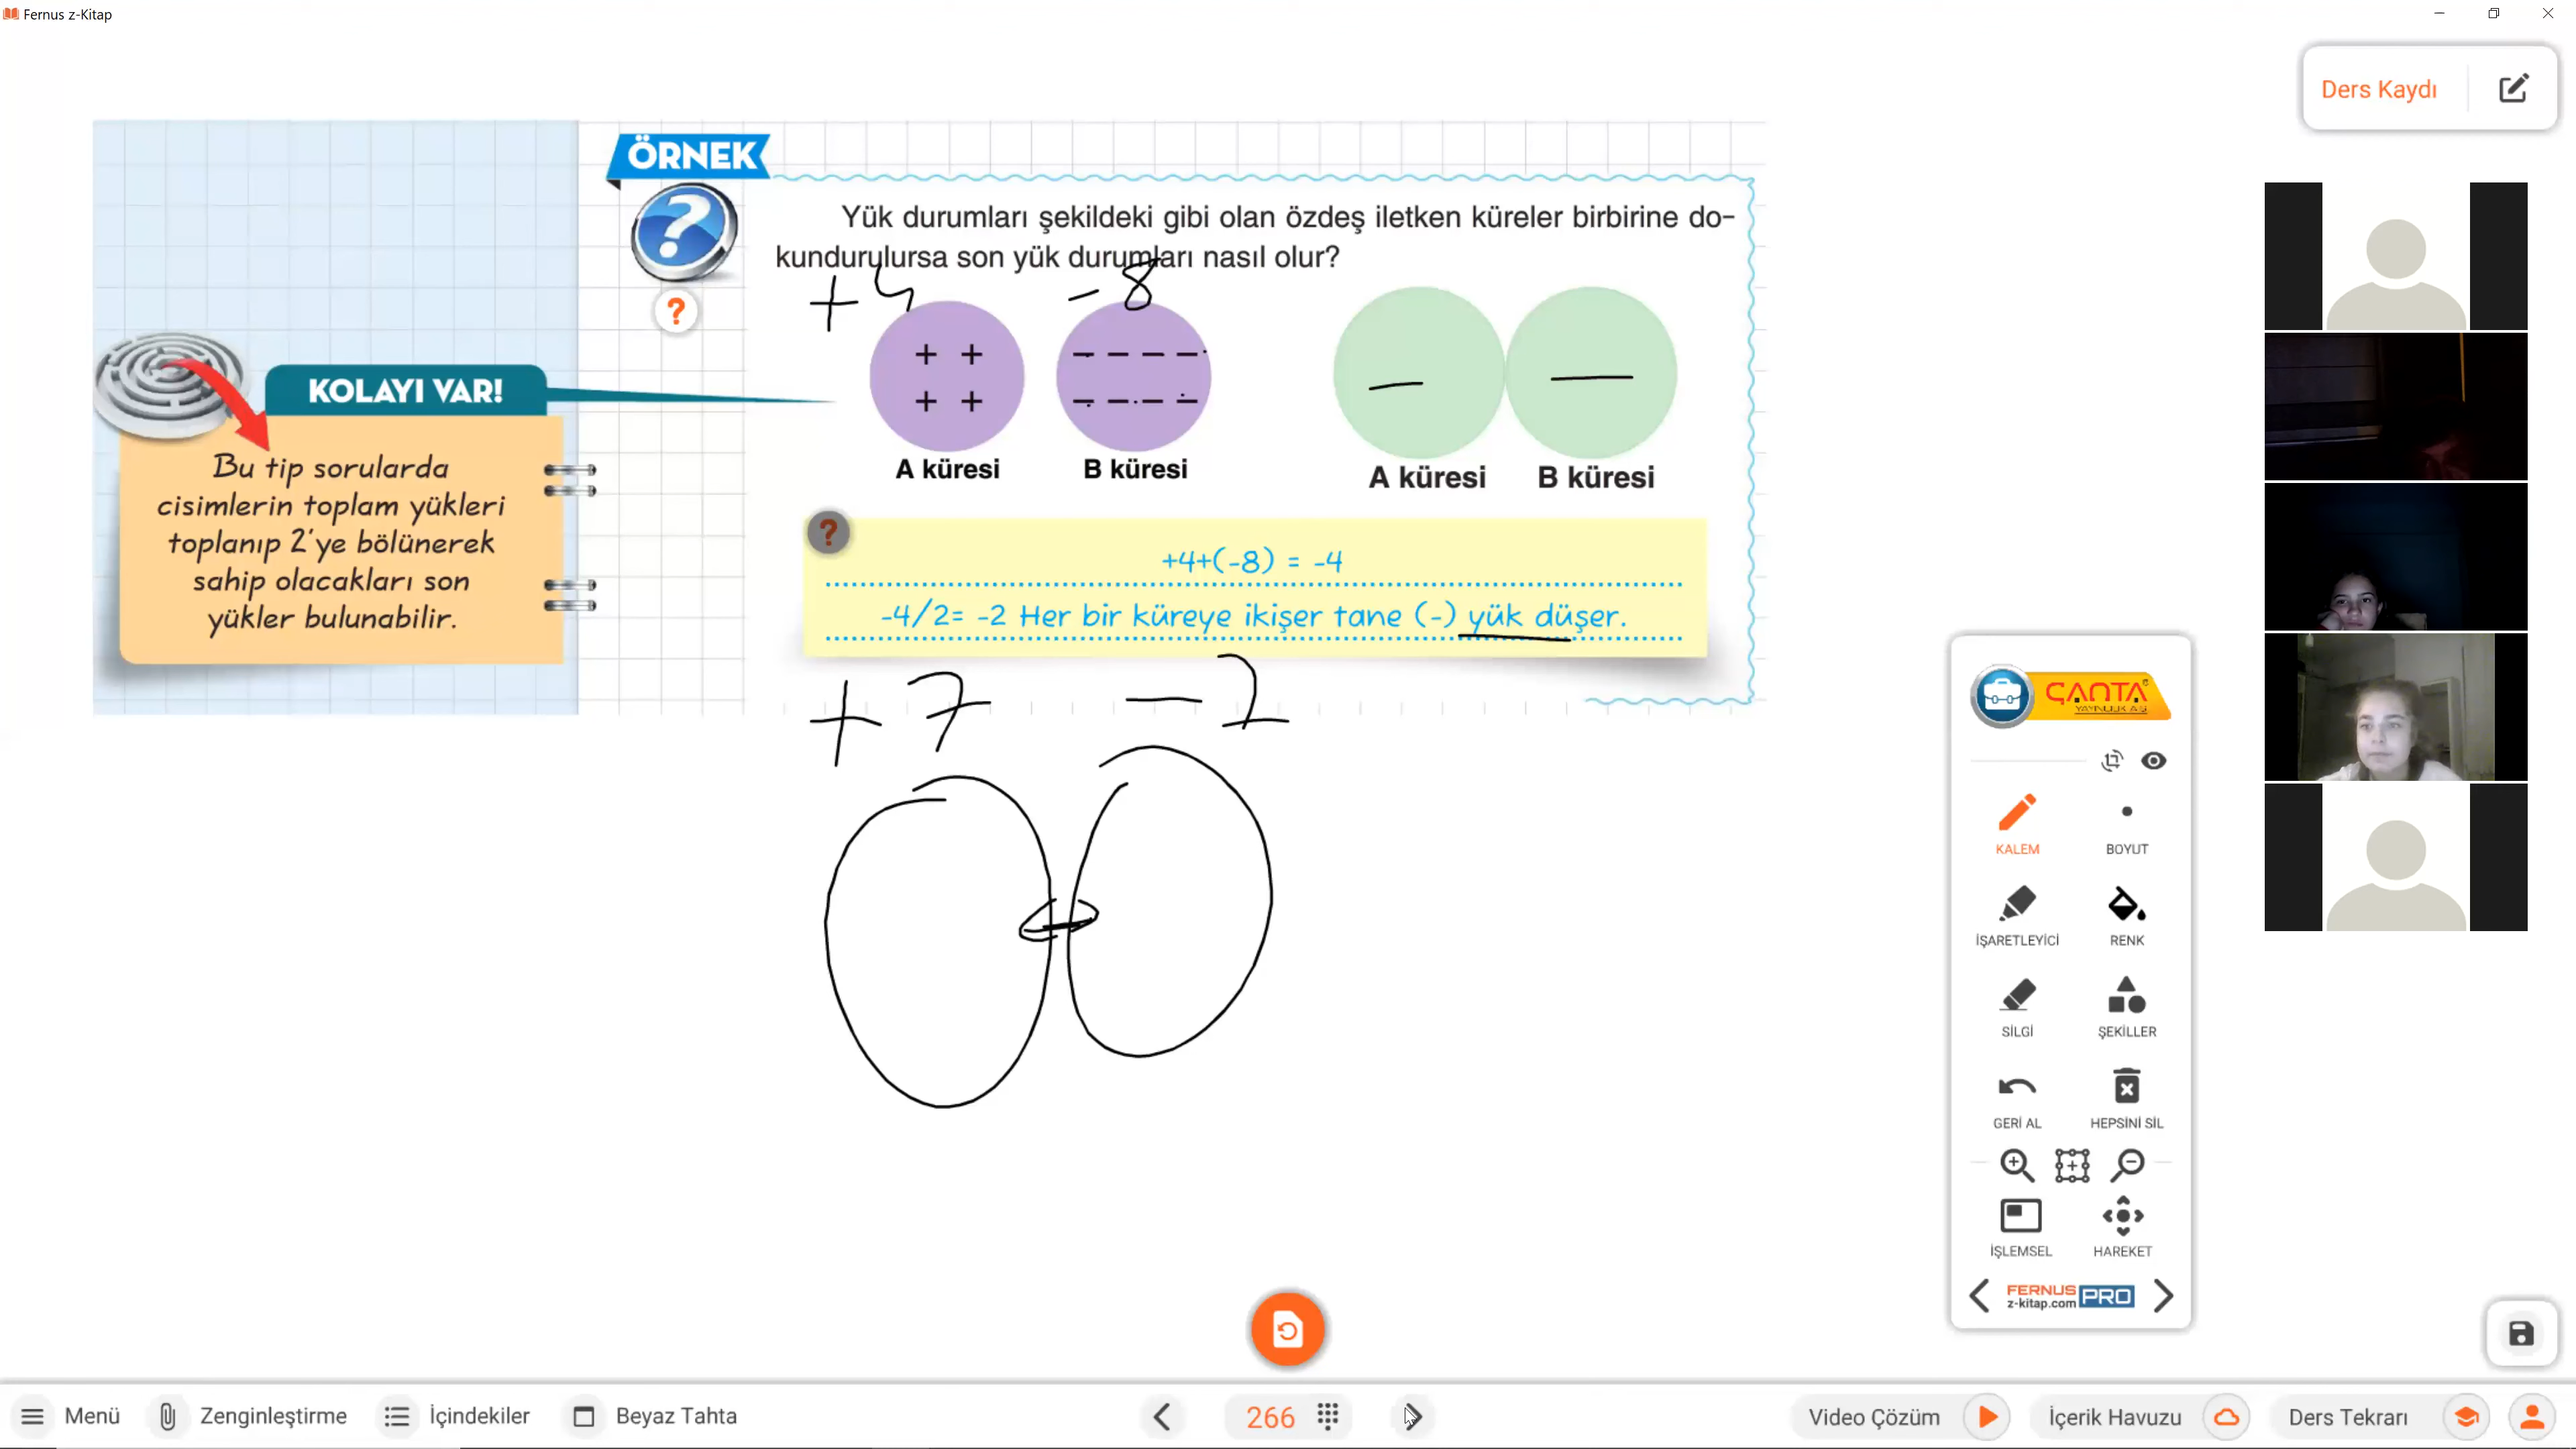 Fernus z-Kitap
Ders Kaydı
ÖRNEK
Yük durumları şekildeki gibi olan özdeş iletken küreler birbirine do-
kundurulursa son yük durumları nasıl olur?
+4
-8
+ +
- - - -
+ +
- - - -
- -
A küresi
B küresi
A küresi
B küresi
KOLAYI VAR!
Bu tip sorularda
cisimlerin toplam yükleri
toplanıp 2'ye bölünerek
sahip olacakları son
yükler bulunabilir.
+4+(-8) = -4
-4/2= -2 Her bir küreye ikişer tane (-) yük düşer.
+7
ÇANTA
YAYINCILIK A.Ş.
KALEM
BOYUT
İŞARETLEYİCİ
RENK
SİLGİ
ŞEKİLLER
GERİ AL
HEPSİNİ SİL
İŞLEMSEL
HAREKET
FERNUS PRO
z-kitap.com
Menü
Zenginleştirme
İçindekiler
Beyaz Tahta
266
Video Çözüm
İçerik Havuzu
Ders Tekrarı